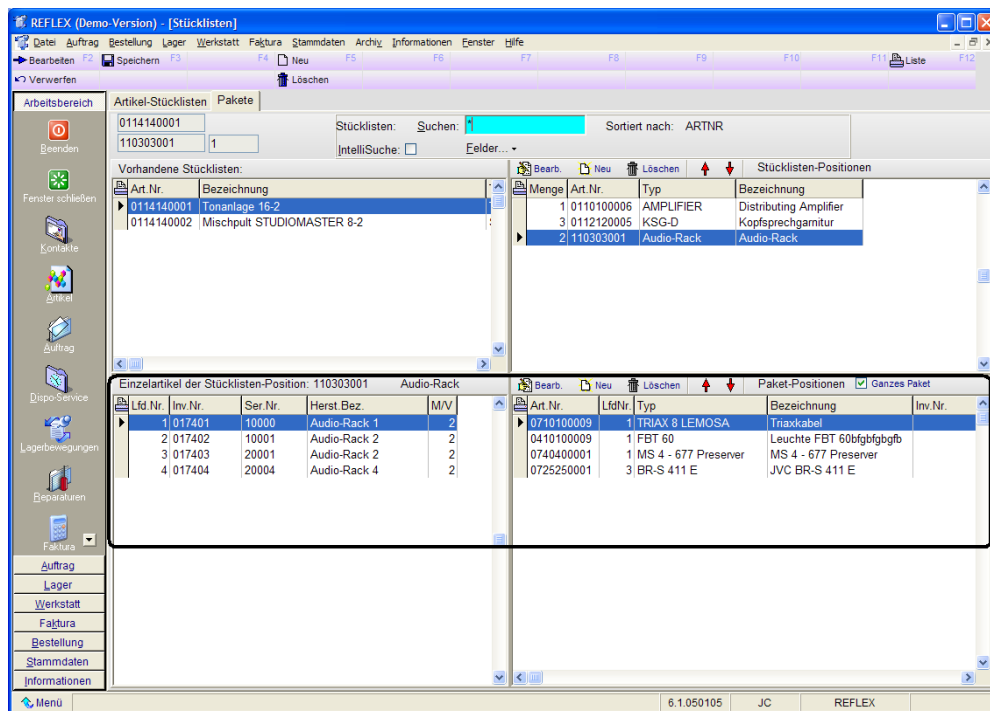 REFLEX (Demo-Version) - [Stücklisten]
Datei Auftrag Bestellung Lager Werkstatt Faktura Stammdaten Archiv Informationen Fenster Hilfe
Bearbeiten F2 Speichern F3 F4 Neu F5 F6 F7 F8 F9 F10 F11 Liste F12
Verwerfen Löschen
Arbeitsbereich
Beenden
Fenster schließen
Kontakte
Artikel
Auftrag
Dispo-Service
Lagerbewegungen
Reparaturen
Faktura
Auftrag
Lager
Werkstatt
Faktura
Bestellung
Stammdaten
Informationen
Artikel-Stücklisten Pakete
0114140001 Stücklisten: Suchen: * Sortiert nach: ARTNR
110303001 1 IntelliSuche: Felder...
Vorhandene Stücklisten:
Art.Nr. Bezeichnung
0114140001 Tonanlage 16-2
0114140002 Mischpult STUDIOMASTER 8-2
Bearb. Neu Löschen Stücklisten-Positionen
Menge Art.Nr. Typ Bezeichnung
1 0110100006 AMPLIFIER Distributing Amplifier
3 0112120005 KSG-D Kopfsprechgarnitur
2 110303001 Audio-Rack Audio-Rack
Einzelartikel der Stücklisten-Position: 110303001 Audio-Rack
Lfd.Nr. Inv.Nr. Ser.Nr. Herst.Bez. M/V
1 017401 10000 Audio-Rack 1 2
2 017402 10001 Audio-Rack 2 2
3 017403 20001 Audio-Rack 2 2
4 017404 20004 Audio-Rack 4 2
Bearb. Neu Löschen Paket-Positionen Ganzes Paket
Art.Nr. LfdNr. Typ Bezeichnung Inv.Nr.
0710100009 1 TRIAX 8 LEMOSA Triaxkabel
0410100009 1 FBT 60 Leuchte FBT 60bfgbfgbgfb
0740400001 1 MS 4 - 677 Preserver MS 4 - 677 Preserver
0725250001 3 BR-S 411 E JVC BR-S 411 E
Menü 6.1.050105 JC REFLEX